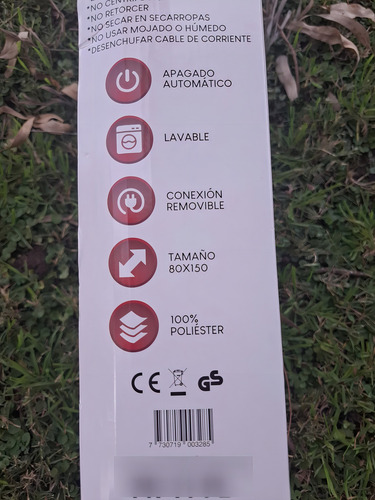 *NO RETORCER
*NO SECAR EN SECARROPAS
*NO USAR MOJADO O HÚMEDO
*DESENCHUFAR CABLE DE CORRIENTE
APAGADO
AUTOMÁTICO
LAVABLE
CONEXIÓN
REMOVIBLE
TAMAÑO
80X150
100%
POLIÉSTER
CE GS
7 730719 003285